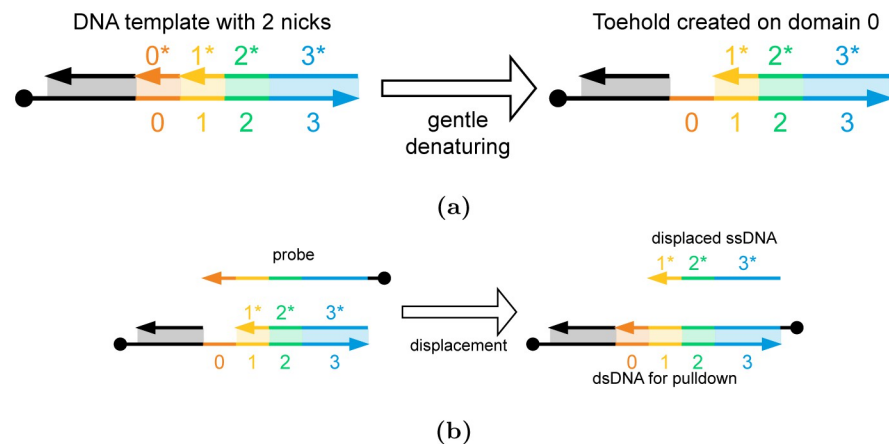 DNA template with 2 nicks
0* 1* 2* 3*
0 1 2 3
gentle
denaturing
Toehold created on domain 0
1* 2* 3*
0 1 2 3
(a)
probe
1* 2* 3*
0 1 2 3
displacement
displaced ssDNA
1* 2* 3*
0 1 2 3
dsDNA for pulldown
(b)